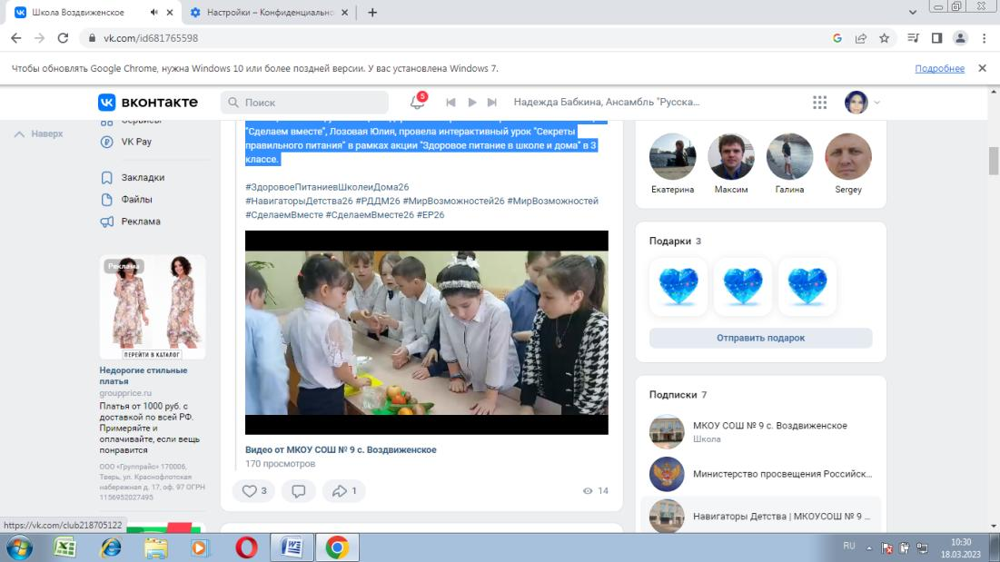 Школа Воздвиженское
Настройки – Конфиденциально
vk.com/id681765598
Чтобы обновлять Google Chrome, нужна Windows 10 или более поздней версии. У вас установлена Windows 7.
Подробнее
вконтакте
Поиск
5
Надежда Бабкина, Ансамбль "Русска...
Наверх
Сервисы
VK Pay
Закладки
Файлы
Реклама
Реклама
ПЕРЕЙТИ В КАТАЛОГ
Недорогие стильные
платья
groupprice.ru
Платья от 1000 руб. с
доставкой по всей РФ.
Примеряйте и
оплачивайте, если вещь
понравится
ООО «Группрайс» 170006,
Тверь, ул. Краснофлотская
набережная д. 17, оф. 97 ОГРН
1156952027495
"Сделаем вместе", Лозовая Юлия, провела интерактивный урок "Секреты
правильного питания" в рамках акции "Здоровое питание в школе и дома" в 3
классе.
#ЗдоровоеПитаниевШколеиДома26
#НавигаторыДетства26 #РДДМ26 #МирВозможностей26 #МирВозможностей
#СделаемВместе #СделаемВместе26 #ЕР26
Видео от МКОУ СОШ № 9 с. Воздвиженское
170 просмотров
3
1
14
Екатерина
Максим
Галина
Sergey
Подарки 3
Отправить подарок
Подписки 7
МКОУ СОШ № 9 с. Воздвиженское
Школа
Министерство просвещения Российск...
Навигаторы Детства | МКОУСОШ № 9 ...
https://vk.com/club218705122
RU
10:30
18.03.2023